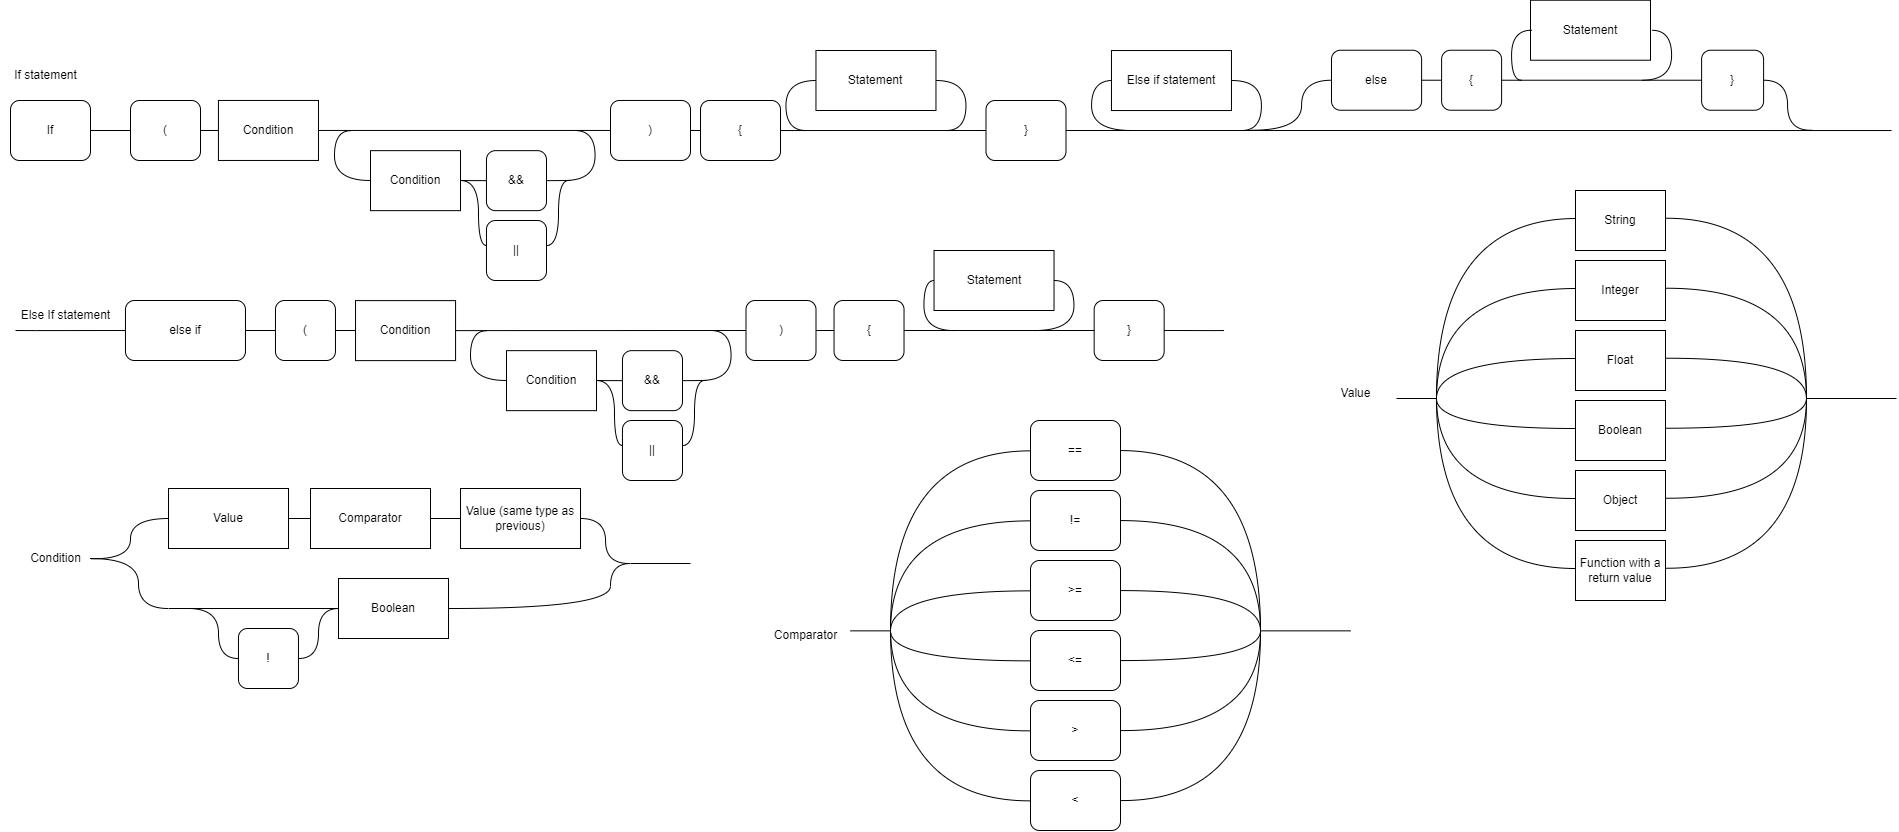 If statement
If
(
Condition
)
{
Statement
}
Else if statement
else
{
Statement
}
Condition
&&
||
Else If statement
else if
(
Condition
)
{
Statement
}
Condition
&&
||
Condition
Value
Comparator
Value (same type as
previous)
Boolean
!
Comparator
==
!=
>=
<=
>
<
Value
String
Integer
Float
Boolean
Object
Function with a
return value